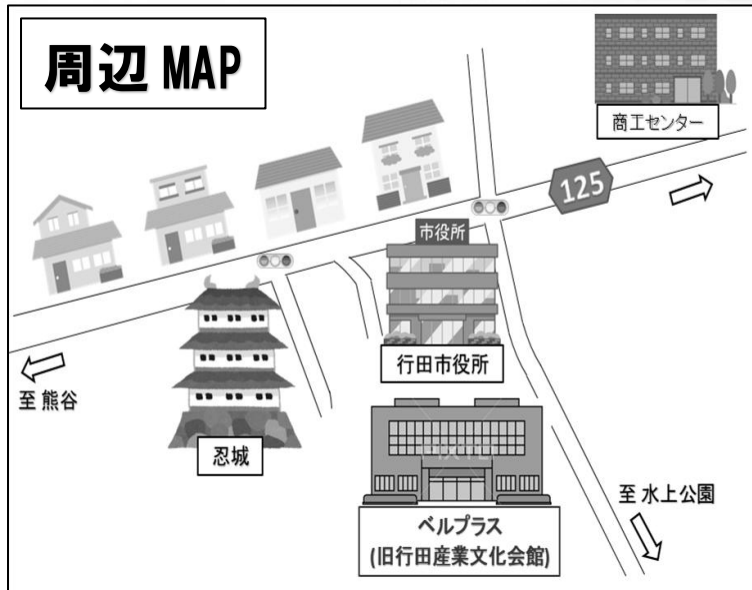 周辺 MAP
商工センター
125
市役所
行田市役所
至 熊谷
忍城
PIXTA
至 水上公園
ベルプラス
(旧行田産業文化会館)